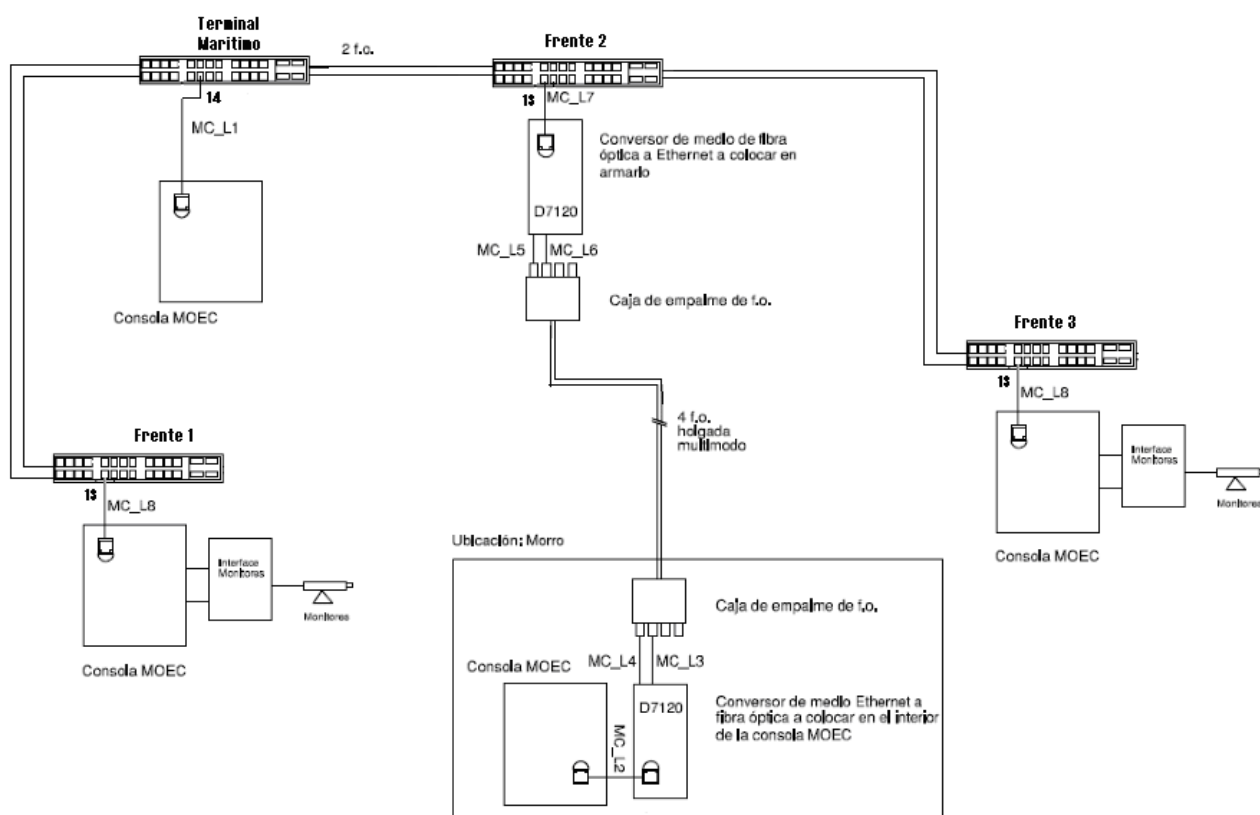 Terminal
Maritimo
2 f.o.
Frente 2
14
MC_L1
13
MC_L7
Conversor de medio de fibra
óptica a Ethernet a colocar en
armario
D7120
MC_L5
MC_L6
Consola MOEC
Caja de empalme de f.o.
Frente 3
13
MC_L8
4 f.o.
holgada
multimodo
Interface
Monitores
Monitores
Consola MOEC
Frente 1
13
MC_L8
Interface
Monitores
Monitores
Consola MOEC
Ubicación: Morro
Caja de empalme de f.o.
MC_L4
MC_L3
Consola MOEC
D7120
Conversor de medio Ethernet a
fibra óptica a colocar en el interior
de la consola MOEC
MC_L2